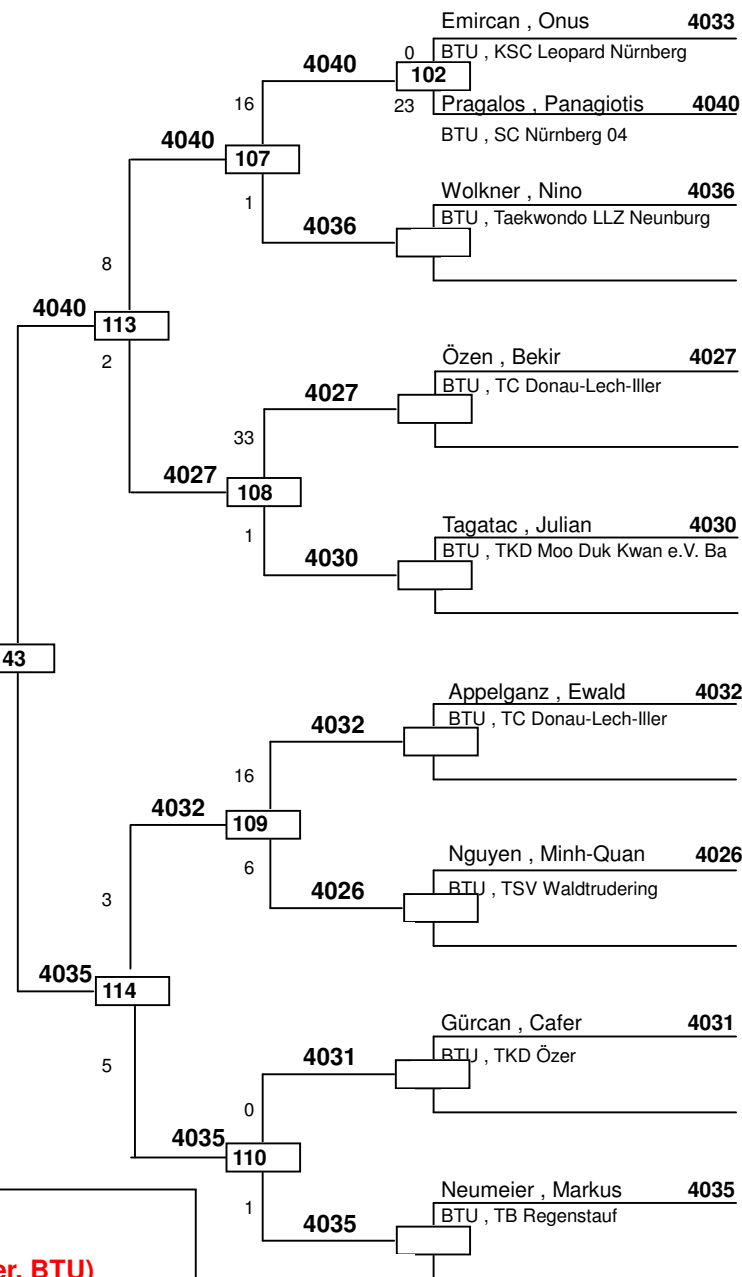 Emircan , Onus 4033
4040 0 BTU , KSC Leopard Nürnberg
102
16 23 Pragalos , Panagiotis 4040
4040 BTU , SC Nürnberg 04
107
Wolkner , Nino 4036
1 4036 BTU , Taekwondo LLZ Neunburg
8
4040
113
2 Özen , Bekir 4027
4027 BTU , TC Donau-Lech-Iller
33
4027
108
Tagatac , Julian 4030
1 4030 BTU , TKD Moo Duk Kwan e.V. Ba
43
Appelganz , Ewald 4032
4032 BTU , TC Donau-Lech-Iller
16
4032
109
Nguyen , Minh-Quan 4026
6 4026 BTU , TSV Waldtrudering
3
4035
114
Gürcan , Cafer 4031
5 4031 BTU , TKD Özer
0
4035
110
Neumeier , Markus 4035
1 4035 BTU , TB Regenstauf
BTU)